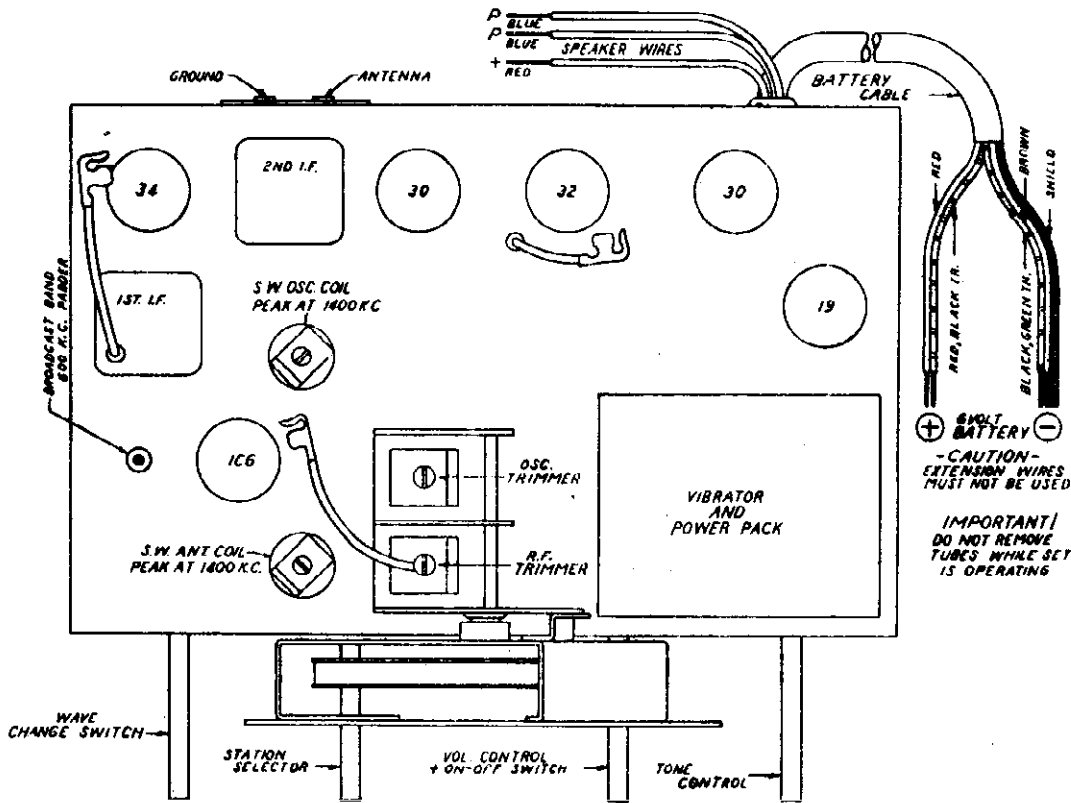 P
BLUE
P
BLUE
SPEAKER WIRES
+
RED
GROUND
ANTENNA
BATTERY
CABLE
34
2ND I.F.
30
32
30
RED
BROWN
SHIELD
1ST. I.F.
S.W OSC. COIL
PEAK AT 1400 KC
19
RED, BLACK TR.
BLACK, GREEN TR.
BROADCAST BAND
600 K.C. PADDER
+
6 VOLT
BATTERY
-
-CAUTION-
EXTENSION WIRES
MUST NOT BE USED
1C6
OSC.
TRIMMER
VIBRATOR
AND
POWER PACK
IMPORTANT!
DO NOT REMOVE
TUBES WHILE SET
IS OPERATING
S.W. ANT COIL
PEAK AT 1400 K.C.
R.F.
TRIMMER
WAVE
CHANGE SWITCH
STATION
SELECTOR
VOL. CONTROL
+ ON-OFF SWITCH
TONE
CONTROL